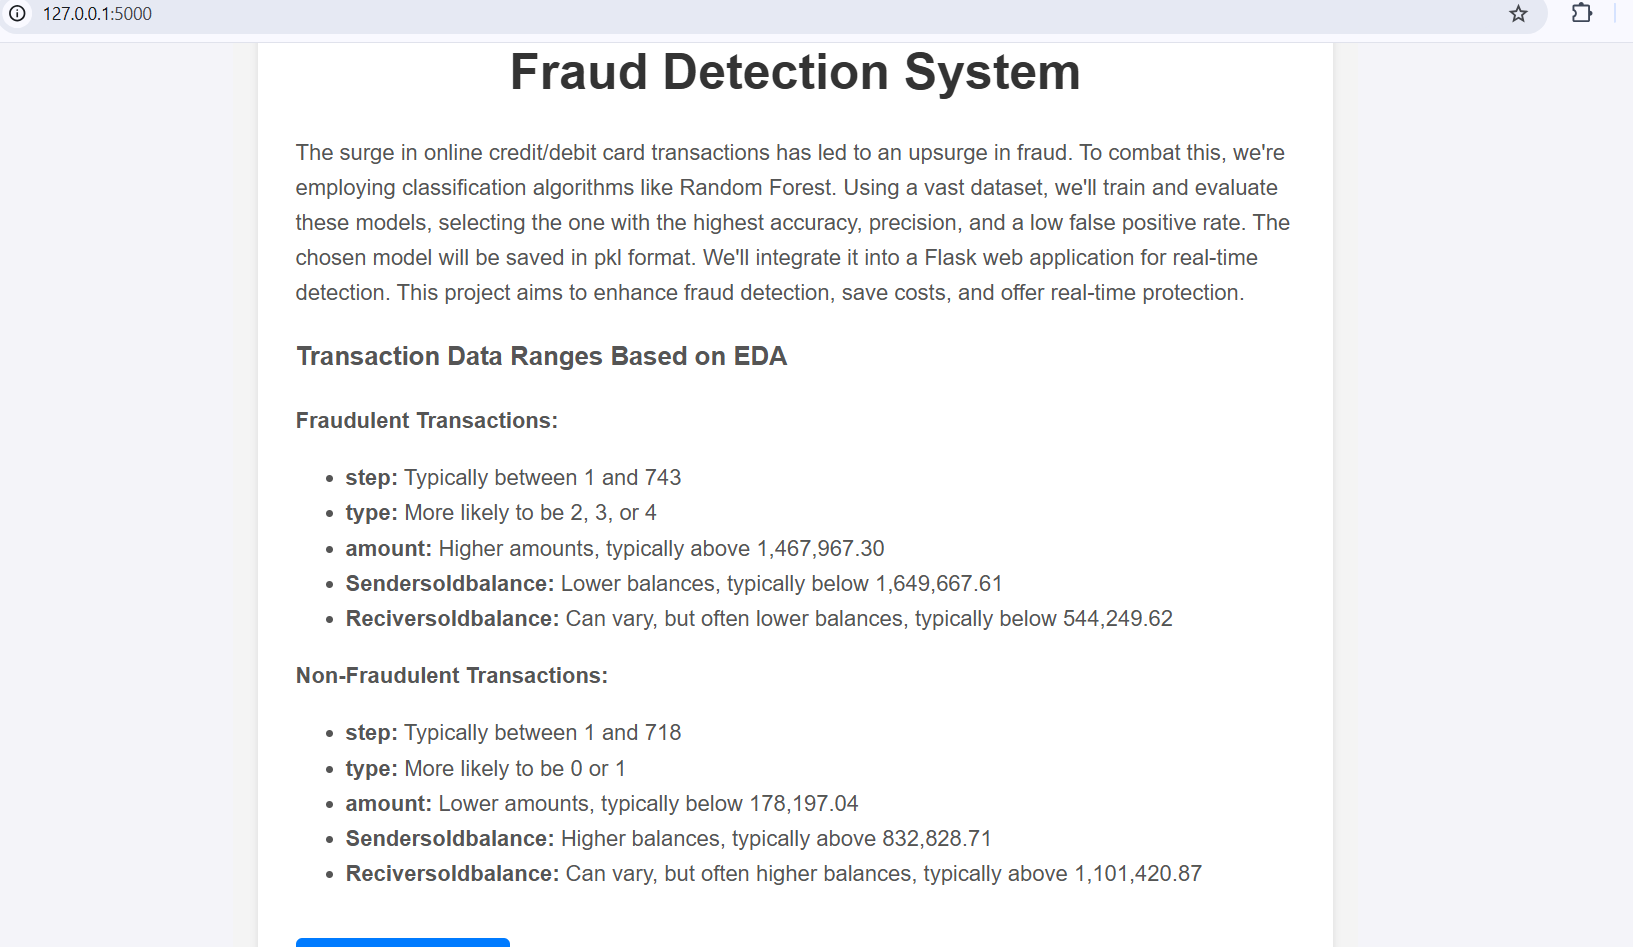 127.0.0.1:5000
Fraud Detection System
The surge in online credit/debit card transactions has led to an upsurge in fraud. To combat this, we're
employing classification algorithms like Random Forest. Using a vast dataset, we'll train and evaluate
these models, selecting the one with the highest accuracy, precision, and a low false positive rate. The
chosen model will be saved in pkl format. We'll integrate it into a Flask web application for real-time
detection. This project aims to enhance fraud detection, save costs, and offer real-time protection.
Transaction Data Ranges Based on EDA
Fraudulent Transactions:
step: Typically between 1 and 743
type: More likely to be 2, 3, or 4
amount: Higher amounts, typically above 1,467,967.30
Sendersoldbalance: Lower balances, typically below 1,649,667.61
Reciversoldbalance: Can vary, but often lower balances, typically below 544,249.62
Non-Fraudulent Transactions:
step: Typically between 1 and 718
type: More likely to be 0 or 1
amount: Lower amounts, typically below 178,197.04
Sendersoldbalance: Higher balances, typically above 832,828.71
Reciversoldbalance: Can vary, but often higher balances, typically above 1,101,420.87